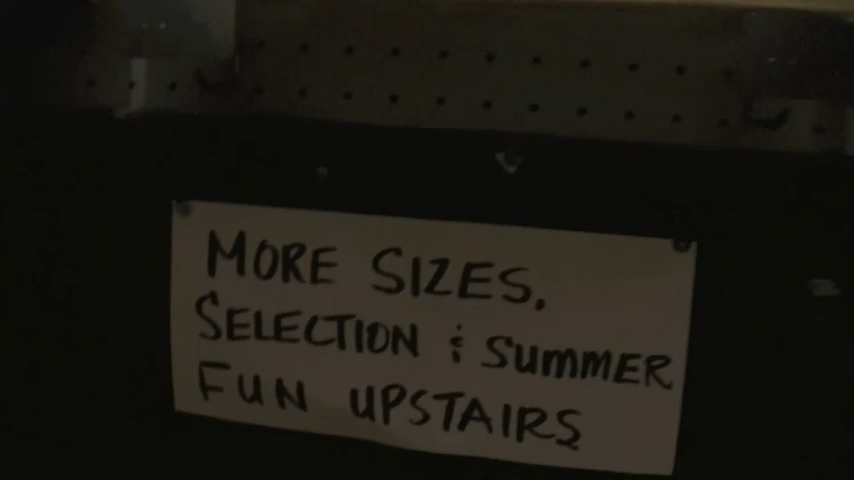 MORE SIZES,
SELECTION & SUMMER
FUN UPSTAIRS